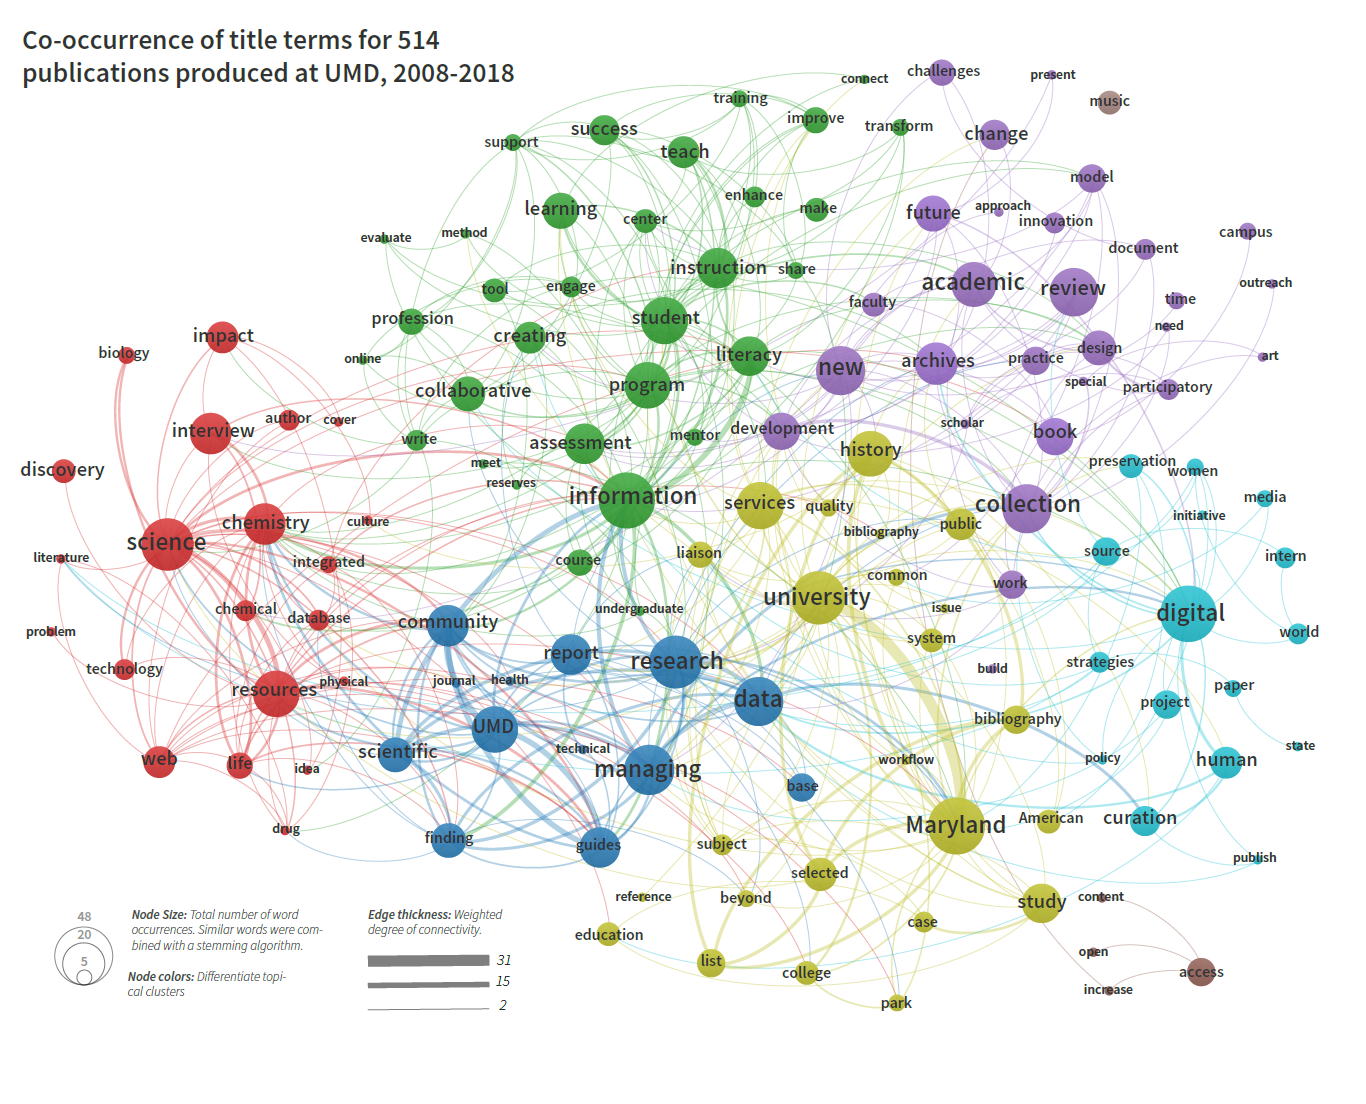 Co-occurrence of title terms for 514
publications produced at UMD, 2008-2018
connect
challenges
present
training
music
improve
transform
success
change
support
teach
model
enhance
learning
center
make
future
approach
innovation
evaluate
method
campus
document
instruction
share
tool
engage
academic
review
outreach
faculty
time
profession
student
need
impact
creating
biology
online
literacy
new
archives
practice
design
art
collaborative
program
special
participatory
author
cover
interview
write
assessment
mentor
development
scholar
book
history
discovery
meet
reserves
preservation
women
information
services
quality
collection
media
initiative
chemistry
culture
public
bibliography
science
liaison
source
literature
integrated
course
common
work
intern
chemical
database
community
undergraduate
university
issue
digital
problem
system
world
technology
report
research
strategies
resources
physical
journal
health
build
data
project
paper
UMD
bibliography
scientific
technical
state
web
life
idea
managing
workflow
policy
human
base
drug
finding
guides
subject
Maryland
American
curation
publish
selected
reference
beyond
study
content
education
case
open
list
college
access
increase
park
48
20
5
Node Size: Total number of word
occurrences. Similar words were com-
bined with a stemming algorithm.
Node colors: Differentiate topi-
cal clusters
Edge thickness: Weighted
degree of connectivity.
31
15
2